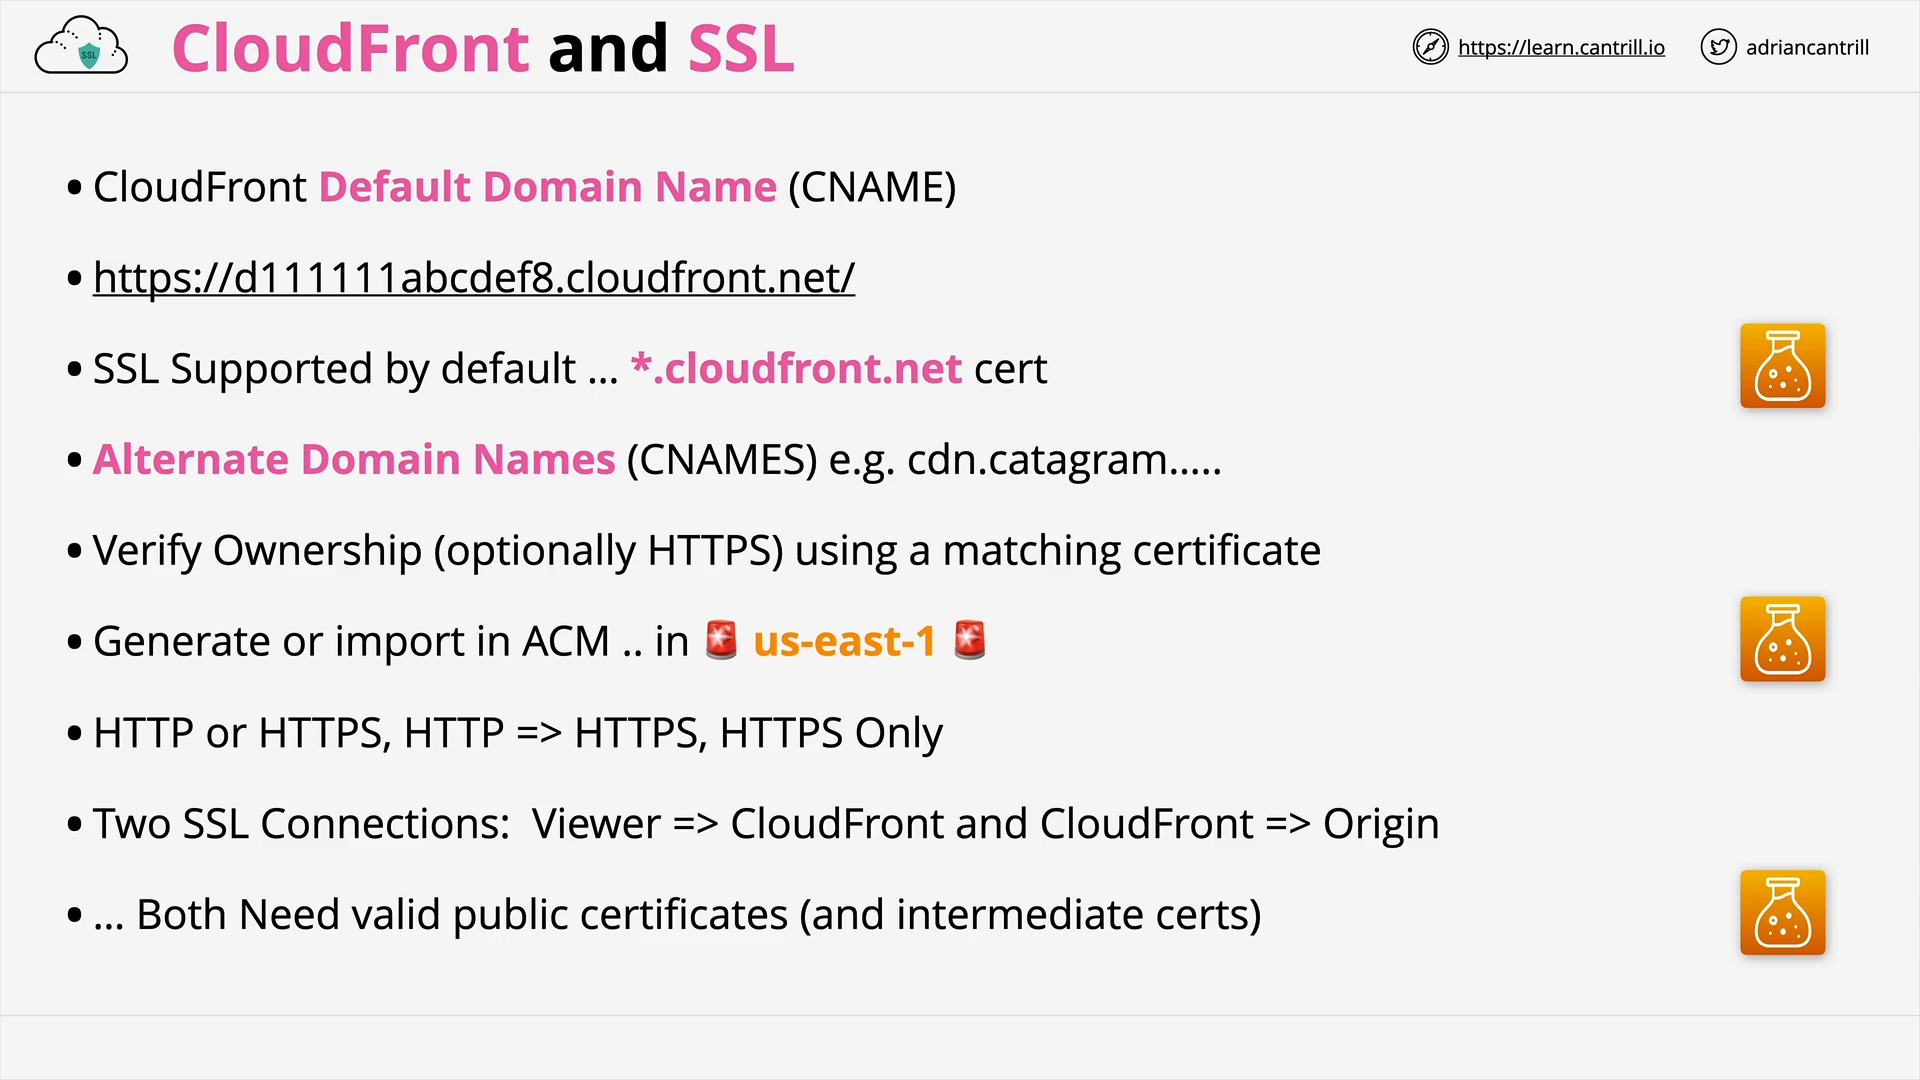 SSL
CloudFront and SSL
https://learn.cantrill.io
adriancantrill
• CloudFront Default Domain Name (CNAME)
• https://d111111abcdef8.cloudfront.net/
• SSL Supported by default ... *.cloudfront.net cert
• Alternate Domain Names (CNAMES) e.g. cdn.catagram.....
• Verify Ownership (optionally HTTPS) using a matching certificate
• Generate or import in ACM .. in 🚨 us-east-1 🚨
• HTTP or HTTPS, HTTP => HTTPS, HTTPS Only
• Two SSL Connections:  Viewer => CloudFront and CloudFront => Origin
• ... Both Need valid public certificates (and intermediate certs)